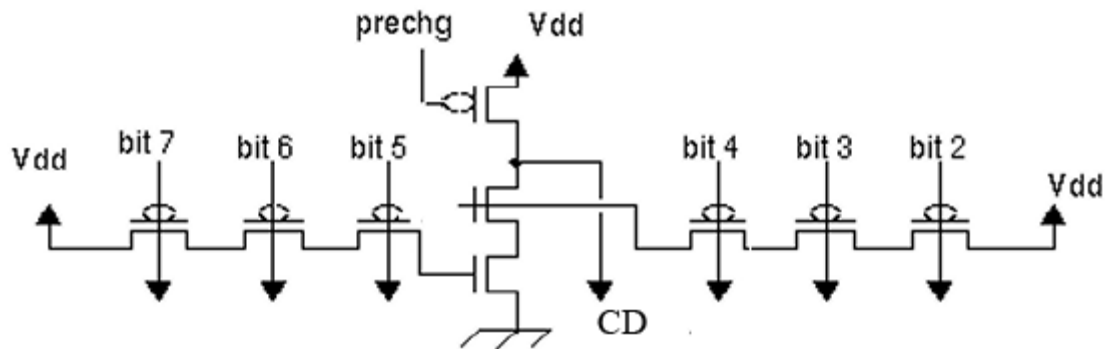 prechg
Vdd
Vdd
bit 7
bit 6
bit 5
bit 4
bit 3
bit 2
Vdd
CD